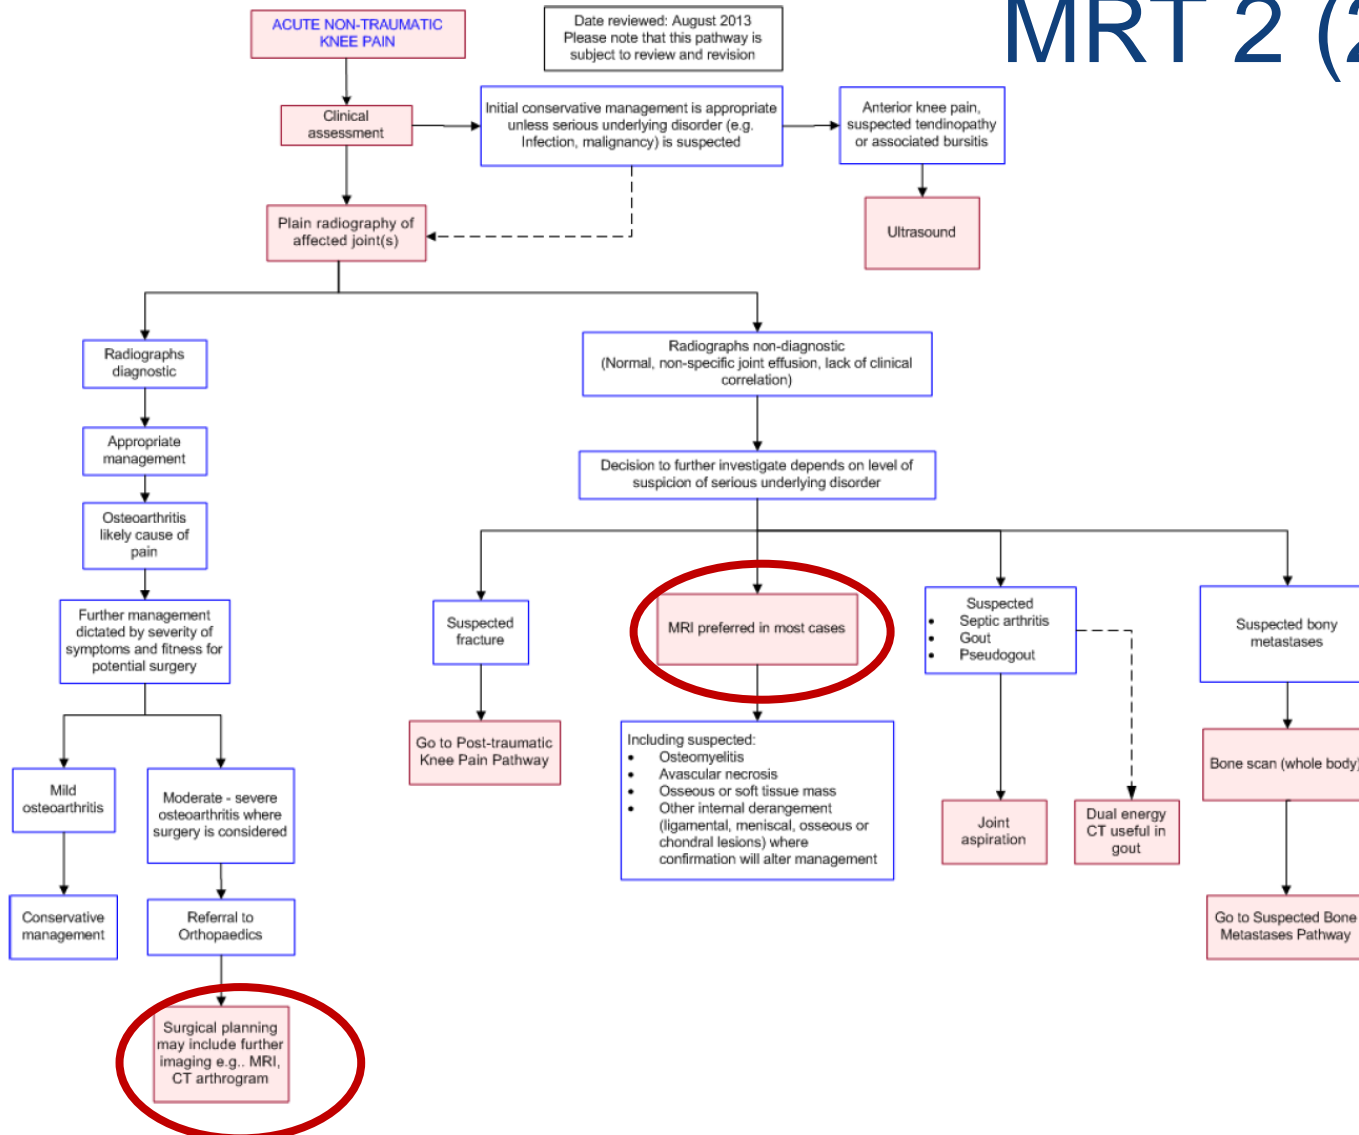 MRT 2 (2
ACUTE NON-TRAUMATIC
KNEE PAIN
Date reviewed: August 2013
Please note that this pathway is
subject to review and revision
Clinical
assessment
Initial conservative management is appropriate
unless serious underlying disorder (e.g.
Infection, malignancy) is suspected
Anterior knee pain,
suspected tendinopathy
or associated bursitis
Plain radiography of
affected joint(s)
Ultrasound
Radiographs
diagnostic
Radiographs non-diagnostic
(Normal, non-specific joint effusion, lack of clinical
correlation)
Appropriate
management
Decision to further investigate depends on level of
suspicion of serious underlying disorder
Osteoarthritis
likely cause of
pain
Further management
dictated by severity of
symptoms and fitness for
potential surgery
Suspected
fracture
MRI preferred in most cases
Suspected
• Septic arthritis
• Gout
• Pseudogout
Suspected bony
metastases
Go to Post-traumatic
Knee Pain Pathway
Including suspected:
• Osteomyelitis
• Avascular necrosis
• Osseous or soft tissue mass
• Other internal derangement
(ligamental, meniscal, osseous or
chondral lesions) where
confirmation will alter management
Bone scan (whole body)
Mild
osteoarthritis
Moderate - severe
osteoarthritis where
surgery is considered
Joint
aspiration
Dual energy
CT useful in
gout
Conservative
management
Referral to
Orthopaedics
Go to Suspected Bone
Metastases Pathway
Surgical planning
may include further
imaging e.g.. MRI,
CT arthrogram